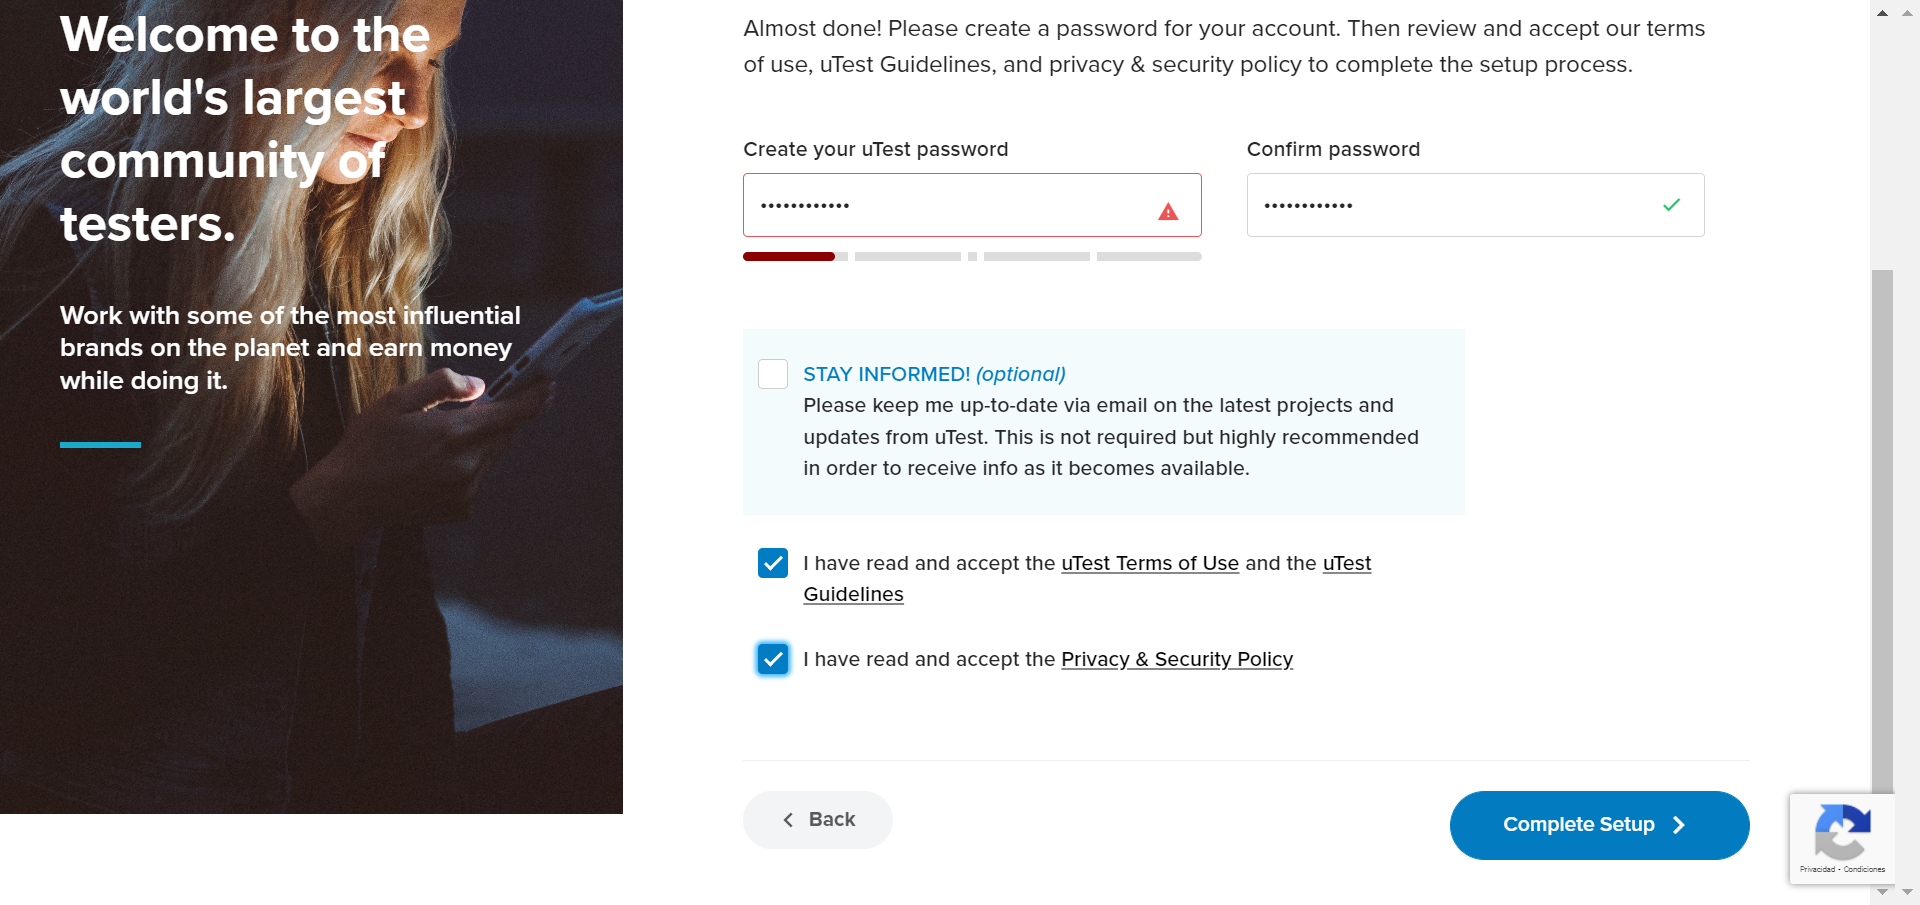 Welcome to the
world's largest
community of
testers.
Work with some of the most influential
brands on the planet and earn money
while doing it.
Almost done! Please create a password for your account. Then review and accept our terms
of use, uTest Guidelines, and privacy & security policy to complete the setup process.
Create your uTest password
Confirm password
••••••••••••
••••••••••••
STAY INFORMED! (optional)
Please keep me up-to-date via email on the latest projects and
updates from uTest. This is not required but highly recommended
in order to receive info as it becomes available.
I have read and accept the uTest Terms of Use and the uTest
Guidelines
I have read and accept the Privacy & Security Policy
Back
Complete Setup
Privacidad - Condiciones